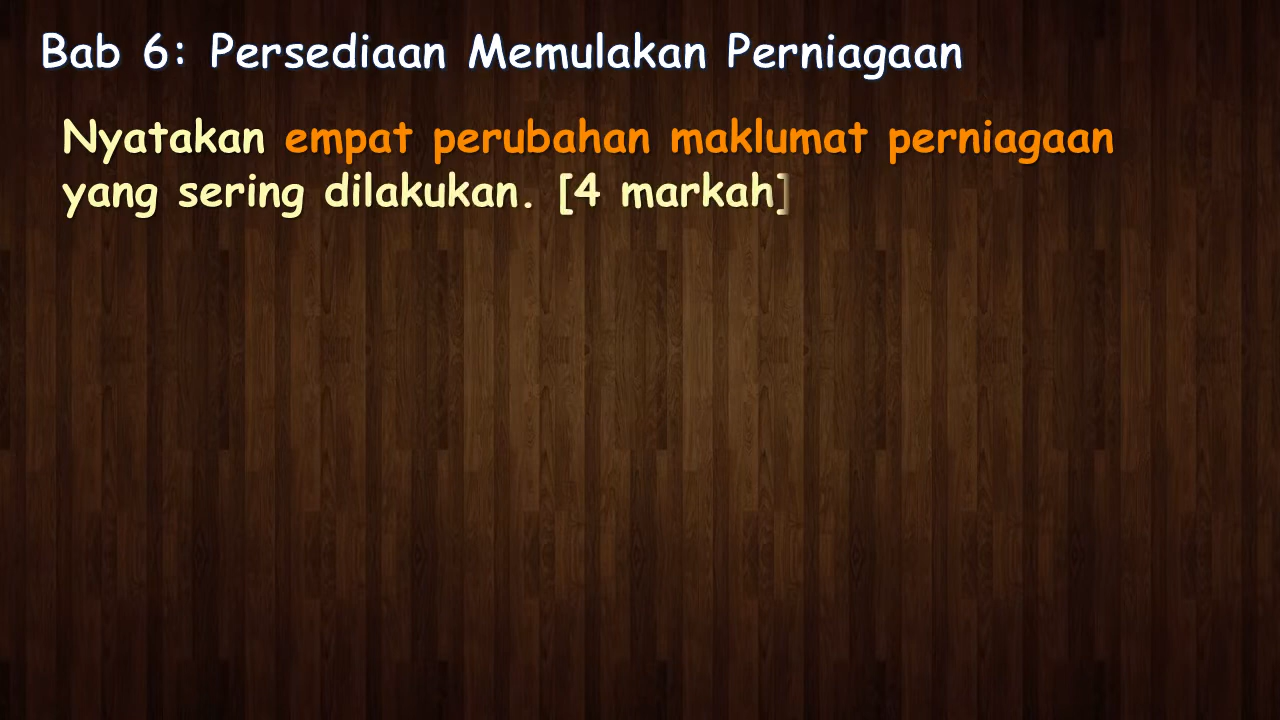 Bab 6: Persediaan Memulakan Perniagaan
Nyatakan empat perubahan maklumat perniagaan
yang sering dilakukan. [4 markah]